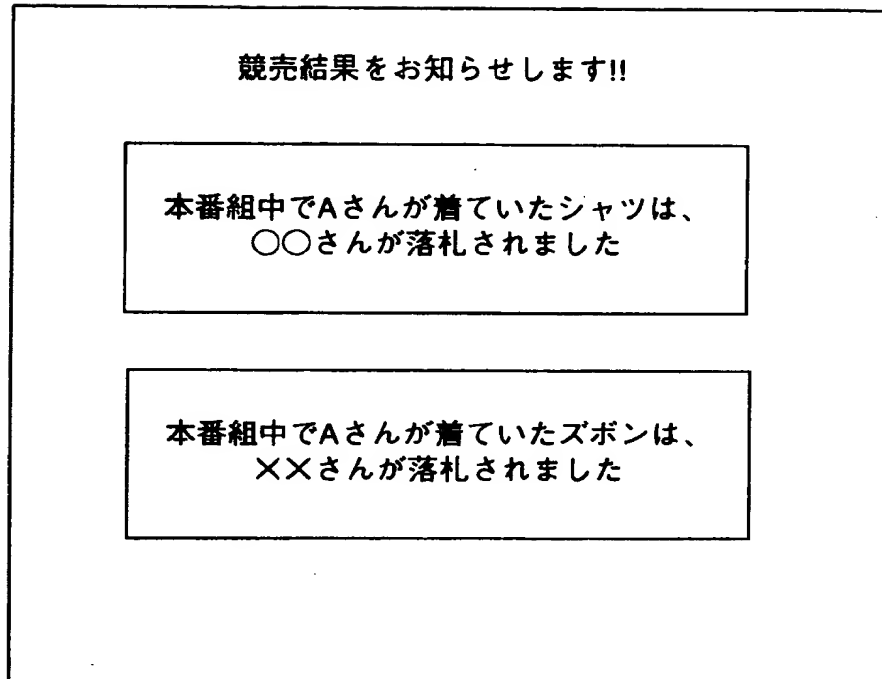 競売結果をお知らせします!!
本番組中でAさんが着ていたシャツは、
○○さんが落札されました
本番組中でAさんが着ていたズボンは、
××さんが落札されました